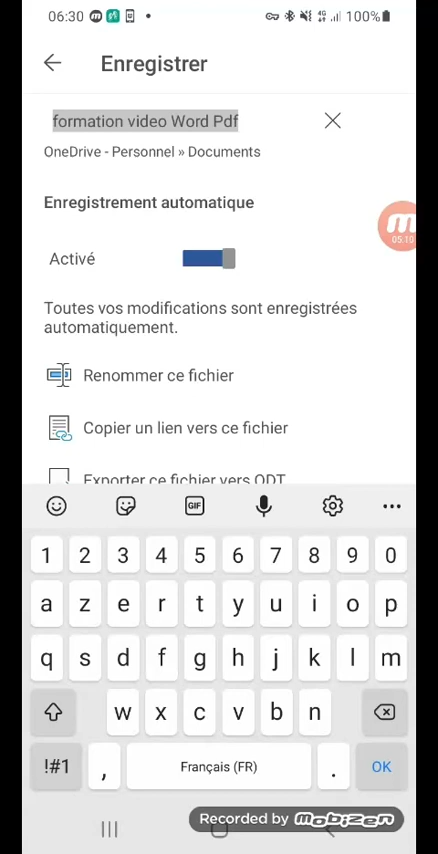 06:30 100%
Enregistrer
formation video Word Pdf
OneDrive - Personnel » Documents
Enregistrement automatique
05:10
Activé
Toutes vos modifications sont enregistrées
automatiquement.
Renommer ce fichier
Copier un lien vers ce fichier
Exporter ce fichier vers ODT
GIF
1 2 3 4 5 6 7 8 9 0
a z e r t y u i o p
q s d f g h j k l m
w x c v b n
!#1 , Français (FR) . OK
Recorded by mobizen